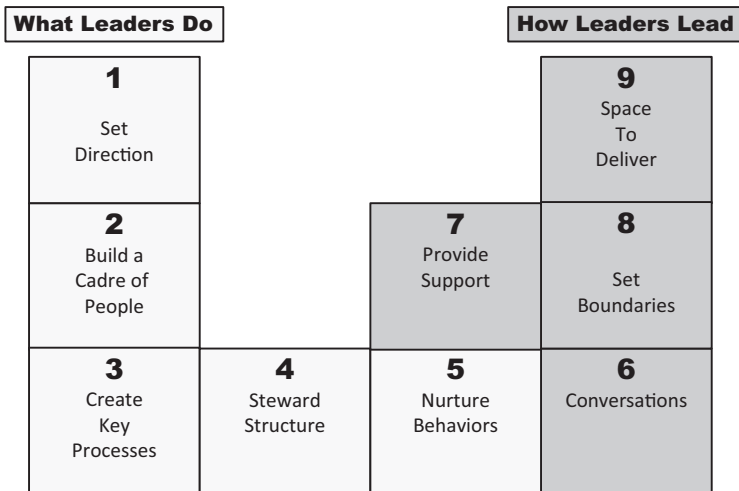 What Leaders Do
How Leaders Lead
1
Set
Direction
9
Space
To
Deliver
2
Build a
Cadre of
People
7
Provide
Support
8
Set
Boundaries
3
Create
Key
Processes
4
Steward
Structure
5
Nurture
Behaviors
6
Conversations